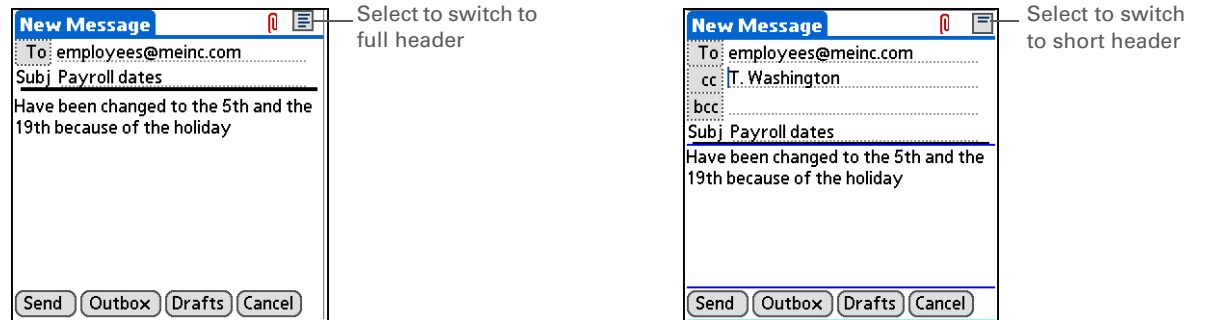 New Message
Select to switch to
full header
To employees@meinc.com
Subj Payroll dates
Have been changed to the 5th and the
19th because of the holiday
Send Outbox Drafts Cancel
New Message
Select to switch
to short header
To employees@meinc.com
cc T. Washington
bcc
Subj Payroll dates
Have been changed to the 5th and the
19th because of the holiday
Send Outbox Drafts Cancel